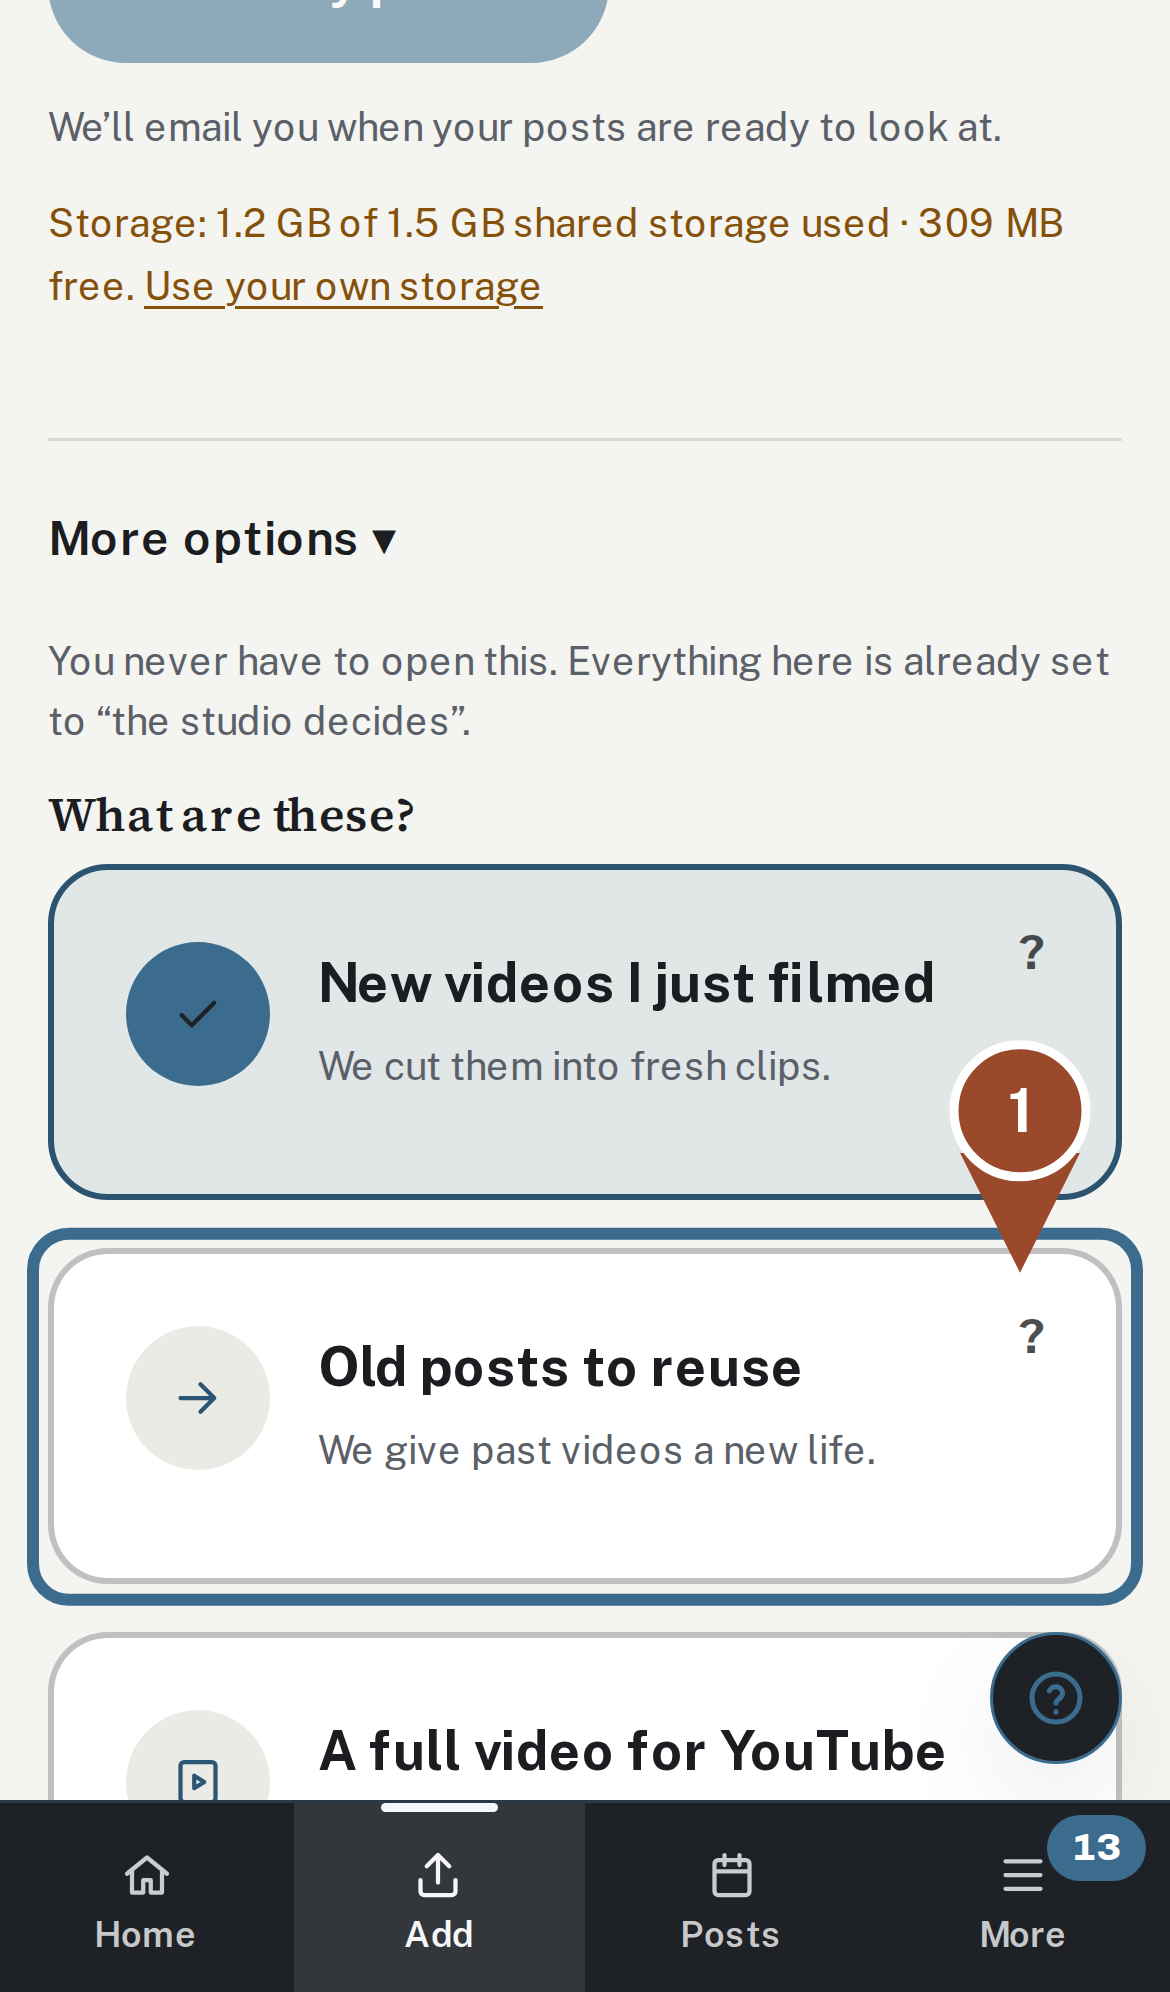 We’ll email you when your posts are ready to look at.
Storage: 1.2 GB of 1.5 GB shared storage used · 309 MB
free. Use your own storage
More options ▼
You never have to open this. Everything here is already set
to “the studio decides”.
What are these?
New videos I just filmed
?
We cut them into fresh clips.
1
Old posts to reuse
?
We give past videos a new life.
A full video for YouTube
?
13
Home
Add
Posts
More